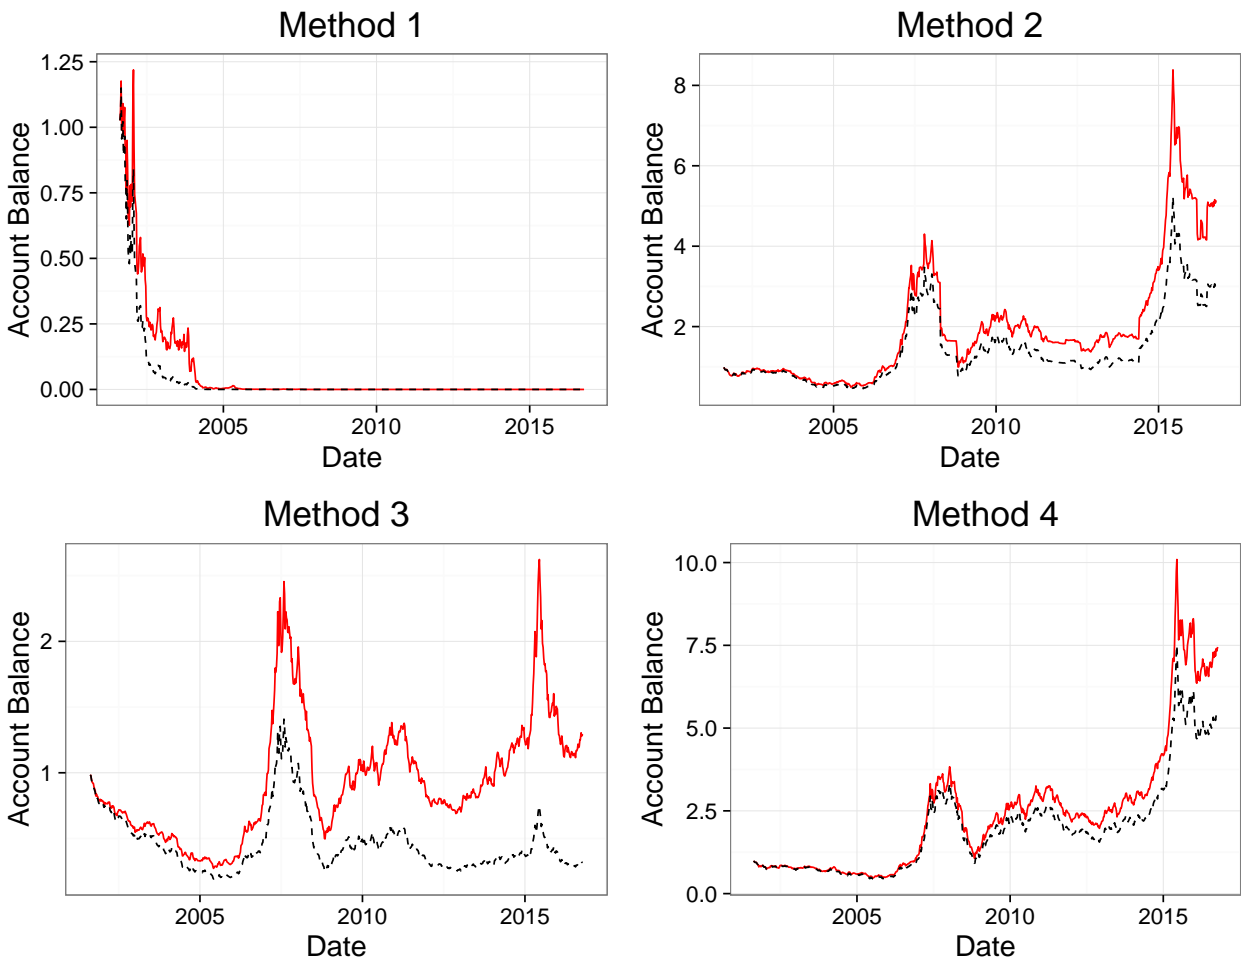 Method 1
Account Balance
1.25
1.00
0.75
0.50
0.25
0.00
2005 2010 2015
Date
Method 2
Account Balance
8
6
4
2
2005 2010 2015
Date
Method 3
Account Balance
2
1
2005 2010 2015
Date
Method 4
Account Balance
10.0
7.5
5.0
2.5
0.0
2005 2010 2015
Date